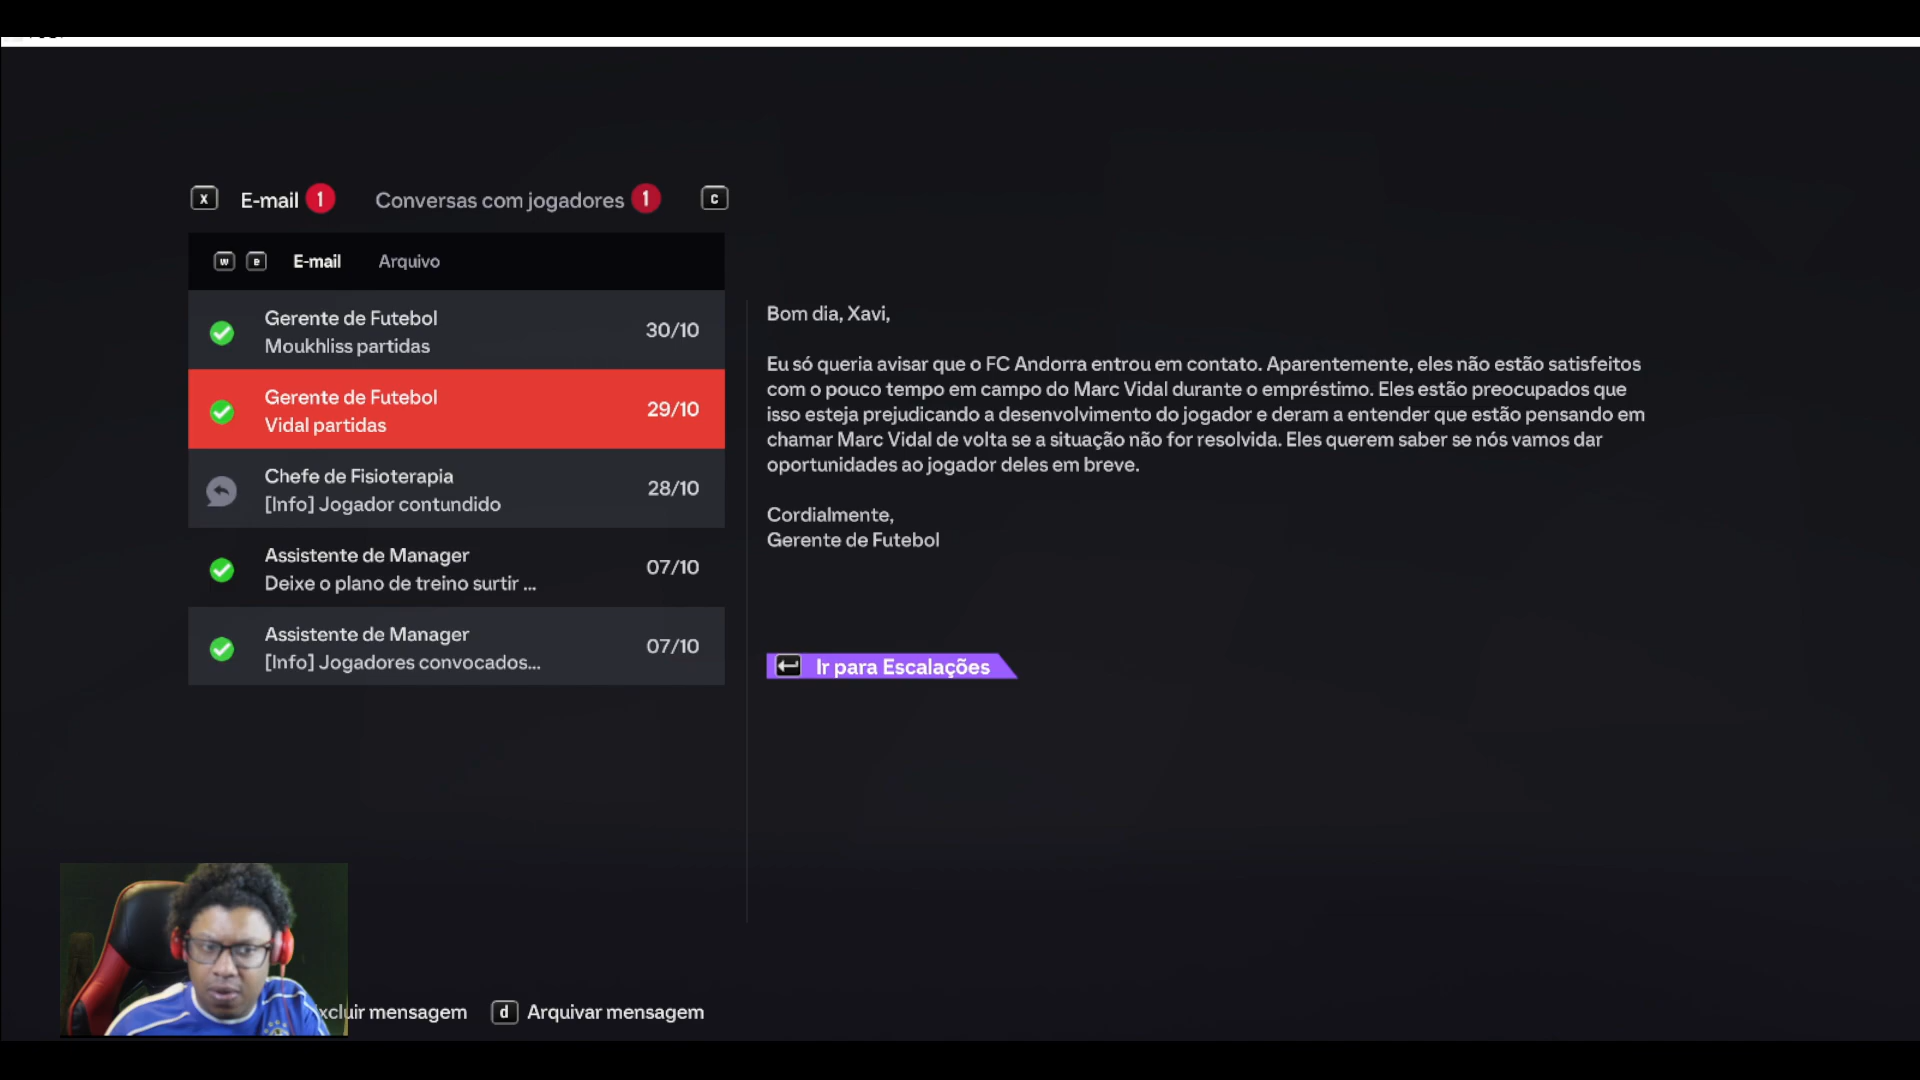 x E-mail 1 Conversas com jogadores 1 c
w e E-mail Arquivo
Gerente de Futebol
Moukhliss partidas
30/10
Gerente de Futebol
Vidal partidas
29/10
Chefe de Fisioterapia
[Info] Jogador contundido
28/10
Assistente de Manager
Deixe o plano de treino surtir ...
07/10
Assistente de Manager
[Info] Jogadores convocados...
07/10
Bom dia, Xavi,
Eu só queria avisar que o FC Andorra entrou em contato. Aparentemente, eles não estão satisfeitos
com o pouco tempo em campo do Marc Vidal durante o empréstimo. Eles estão preocupados que
isso esteja prejudicando a desenvolvimento do jogador e deram a entender que estão pensando em
chamar Marc Vidal de volta se a situação não for resolvida. Eles querem saber se nós vamos dar
oportunidades ao jogador deles em breve.
Cordialmente,
Gerente de Futebol
Ir para Escalações
xcluir mensagem d Arquivar mensagem